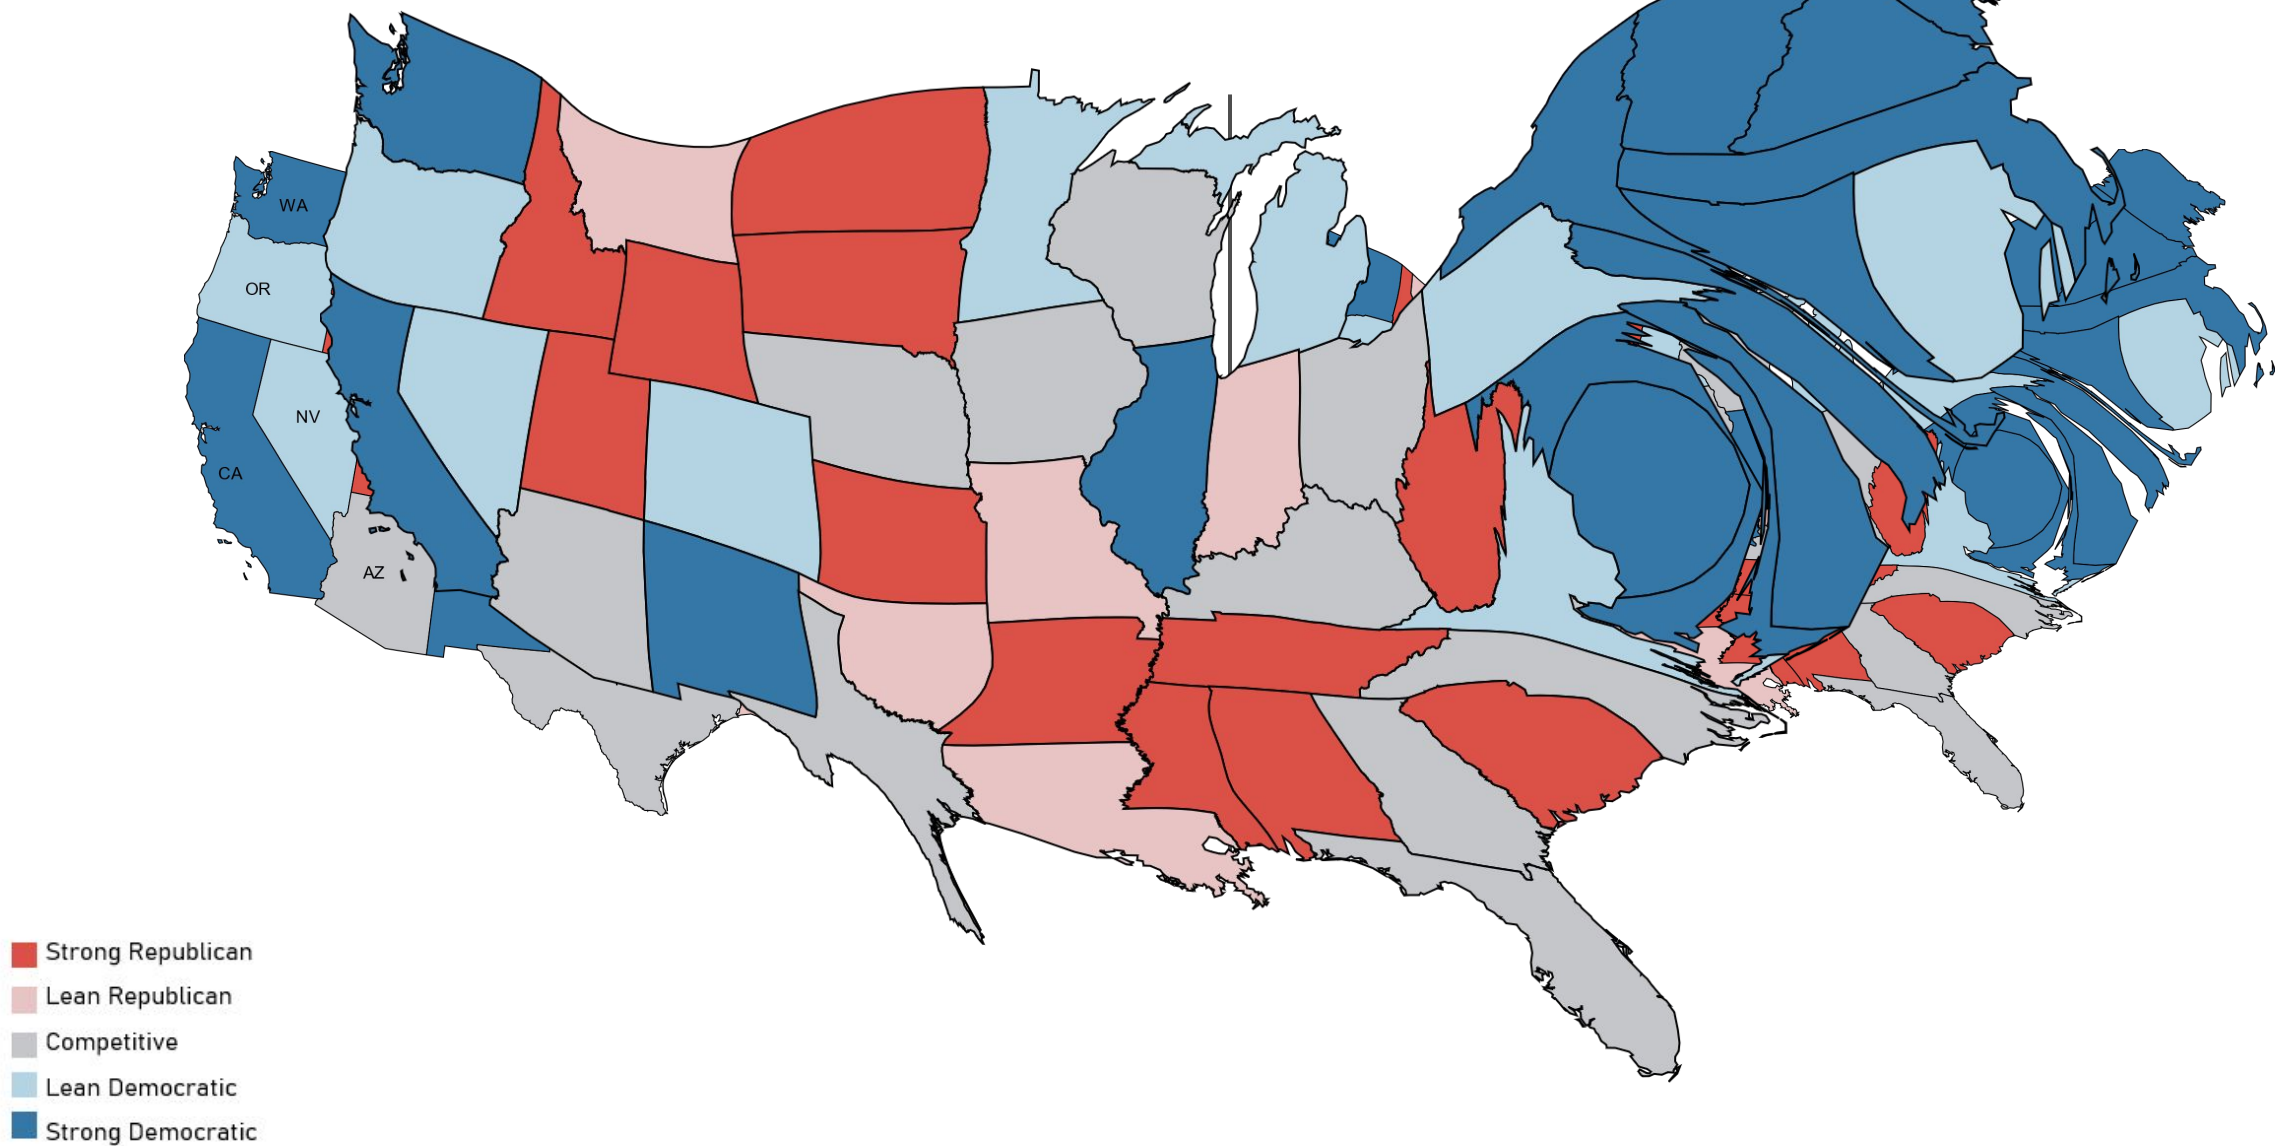 WA
OR
NV
CA
AZ
Strong Republican
Lean Republican
Competitive
Lean Democratic
Strong Democratic